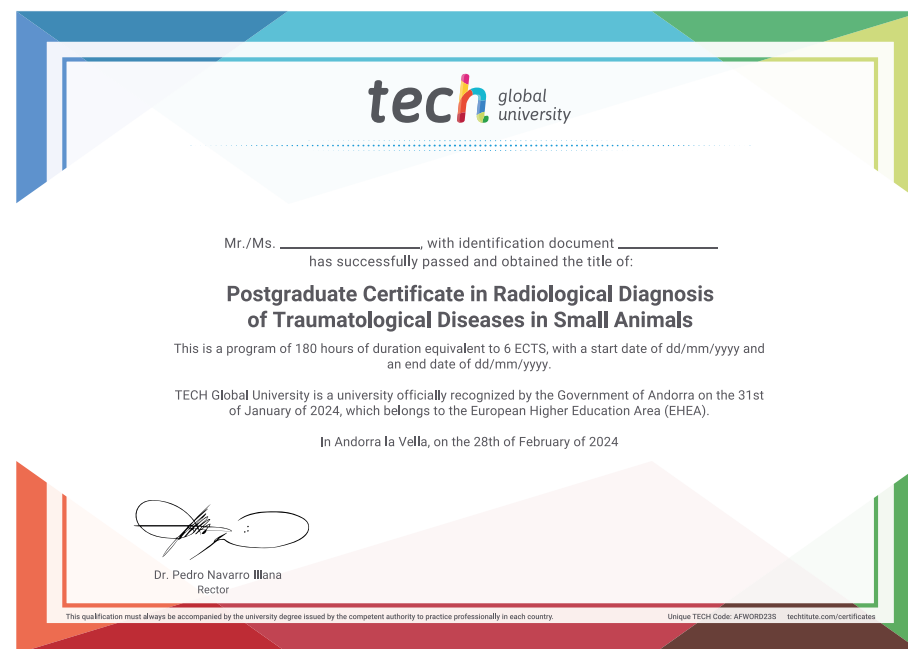 tech global university
Mr./Ms. ____________________, with identification document ______________
has successfully passed and obtained the title of:
Postgraduate Certificate in Radiological Diagnosis
of Traumatological Diseases in Small Animals
This is a program of 180 hours of duration equivalent to 6 ECTS, with a start date of dd/mm/yyyy and
an end date of dd/mm/yyyy.
TECH Global University is a university officially recognized by the Government of Andorra on the 31st
of January of 2024, which belongs to the European Higher Education Area (EHEA).
In Andorra la Vella, on the 28th of February of 2024
Dr. Pedro Navarro Illana
Rector
This qualification must always be accompanied by the university degree issued by the competent authority to practice professionally in each country.
Unique TECH Code: AFWORD23S techtitute.com/certificates